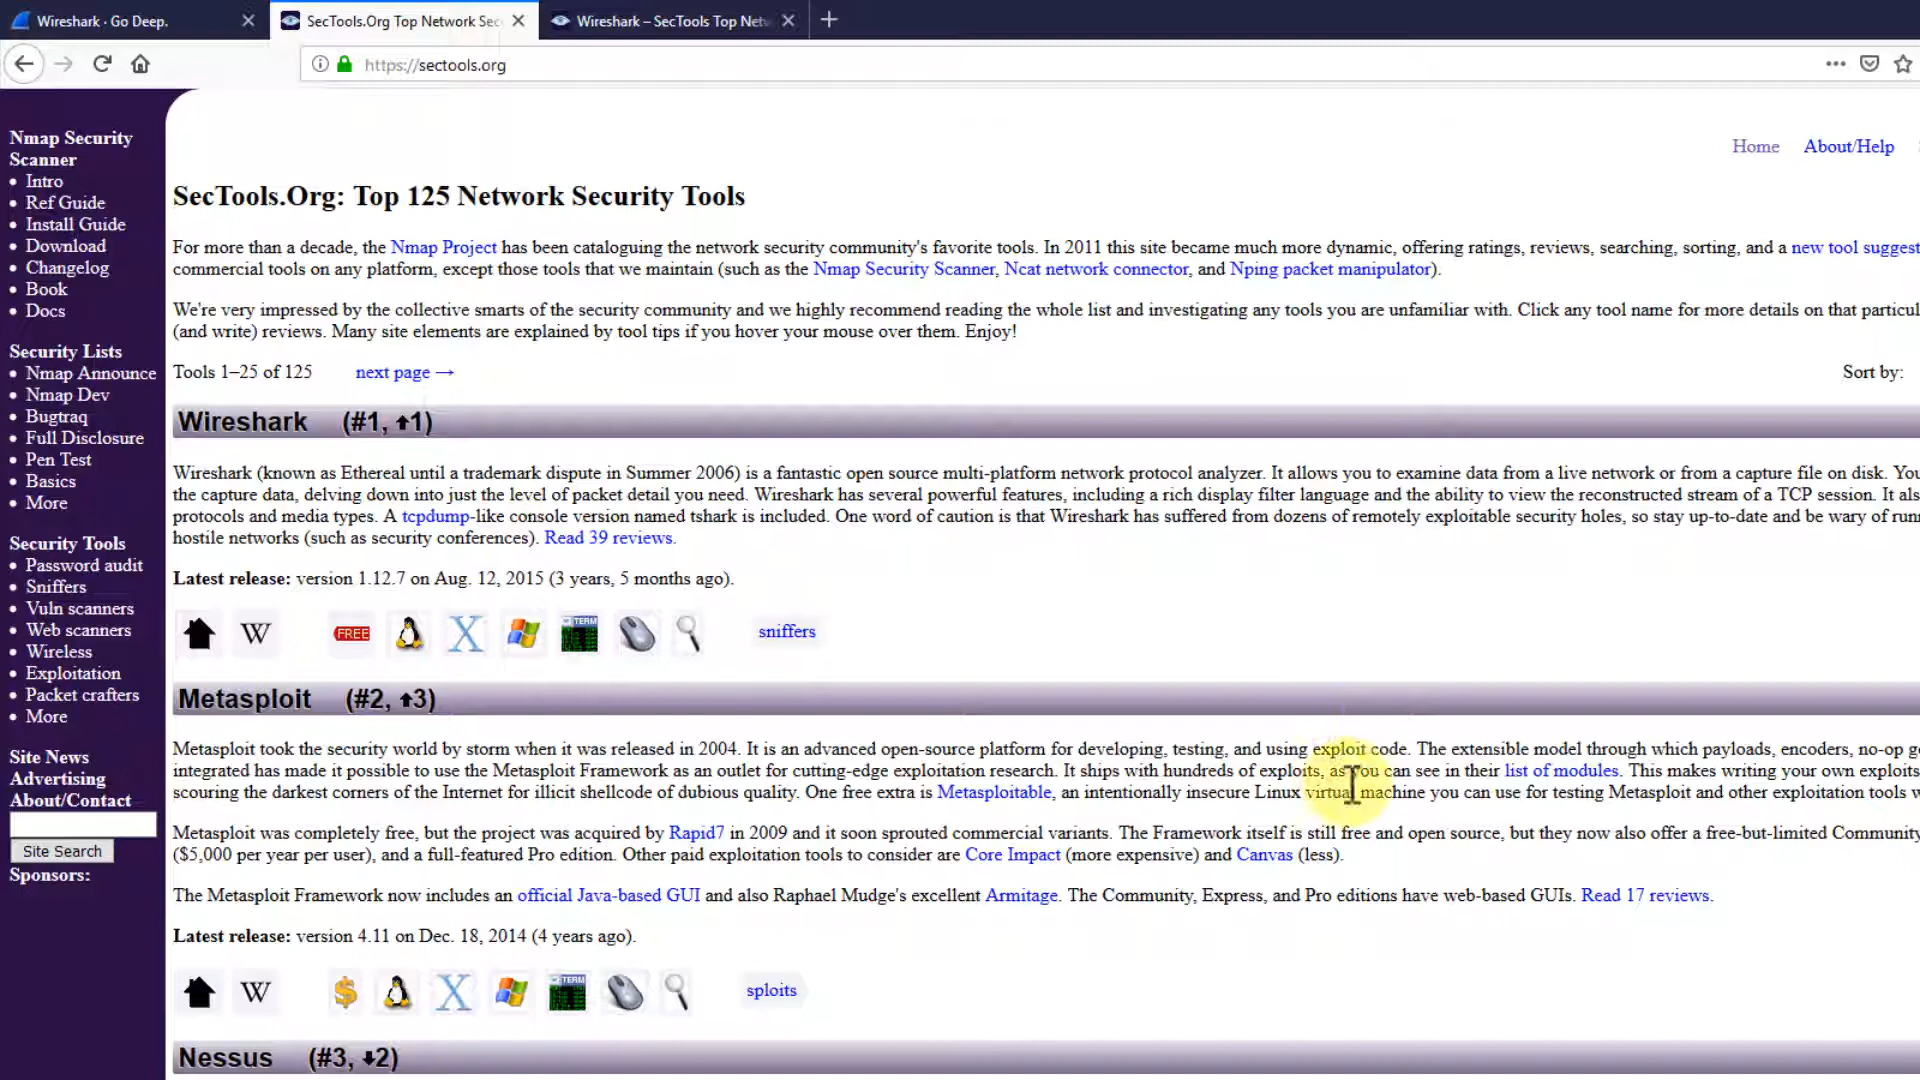 Wireshark · Go Deep.
SecTools.Org Top Network Sec
Wireshark – SecTools Top Net
https://sectools.org
Home About/Help
Nmap Security
Scanner
Intro
Ref Guide
Install Guide
Download
Changelog
Book
Docs
Security Lists
Nmap Announce
Nmap Dev
Bugtraq
Full Disclosure
Pen Test
Basics
More
Security Tools
Password audit
Sniffers
Vuln scanners
Web scanners
Wireless
Exploitation
Packet crafters
More
Site News
Advertising
About/Contact
Site Search
Sponsors:
SecTools.Org: Top 125 Network Security Tools
For more than a decade, the Nmap Project has been cataloguing the network security community's favorite tools. In 2011 this site became much more dynamic, offering ratings, reviews, searching, sorting, and a new tool suggest
commercial tools on any platform, except those tools that we maintain (such as the Nmap Security Scanner, Ncat network connector, and Nping packet manipulator).
We're very impressed by the collective smarts of the security community and we highly recommend reading the whole list and investigating any tools you are unfamiliar with. Click any tool name for more details on that particul
(and write) reviews. Many site elements are explained by tool tips if you hover your mouse over them. Enjoy!
Tools 1–25 of 125 next page → Sort by:
Wireshark (#1, ↑1)
Wireshark (known as Ethereal until a trademark dispute in Summer 2006) is a fantastic open source multi-platform network protocol analyzer. It allows you to examine data from a live network or from a capture file on disk. You
the capture data, delving down into just the level of packet detail you need. Wireshark has several powerful features, including a rich display filter language and the ability to view the reconstructed stream of a TCP session. It als
protocols and media types. A tcpdump-like console version named tshark is included. One word of caution is that Wireshark has suffered from dozens of remotely exploitable security holes, so stay up-to-date and be wary of run
hostile networks (such as security conferences). Read 39 reviews.
Latest release: version 1.12.7 on Aug. 12, 2015 (3 years, 5 months ago).
W FREE X TERM sniffers
Metasploit (#2, ↑3)
Metasploit took the security world by storm when it was released in 2004. It is an advanced open-source platform for developing, testing, and using exploit code. The extensible model through which payloads, encoders, no-op g
integrated has made it possible to use the Metasploit Framework as an outlet for cutting-edge exploitation research. It ships with hundreds of exploits, as you can see in their list of modules. This makes writing your own exploits
scouring the darkest corners of the Internet for illicit shellcode of dubious quality. One free extra is Metasploitable, an intentionally insecure Linux virtual machine you can use for testing Metasploit and other exploitation tools w
Metasploit was completely free, but the project was acquired by Rapid7 in 2009 and it soon sprouted commercial variants. The Framework itself is still free and open source, but they now also offer a free-but-limited Community
($5,000 per year per user), and a full-featured Pro edition. Other paid exploitation tools to consider are Core Impact (more expensive) and Canvas (less).
The Metasploit Framework now includes an official Java-based GUI and also Raphael Mudge's excellent Armitage. The Community, Express, and Pro editions have web-based GUIs. Read 17 reviews.
Latest release: version 4.11 on Dec. 18, 2014 (4 years ago).
W $ X TERM sploits
Nessus (#3, ↓2)